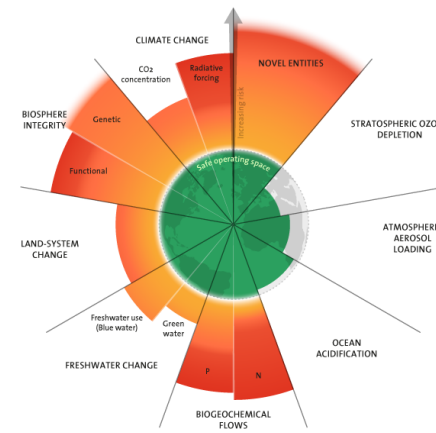 CLIMATE CHANGE
CO2
concentration
Radiative
forcing
Increasing risk
NOVEL ENTITIES
STRATOSPHERIC OZO
DEPLETION
BIOSPHERE
INTEGRITY
Genetic
Functional
Safe operating space
ATMOSPHE
AEROSOL
LOADING
LAND-SYSTEM
CHANGE
Freshwater use
(Blue water)
Green
water
FRESHWATER CHANGE
P
N
OCEAN
ACIDIFICATION
BIOGEOCHEMICAL
FLOWS